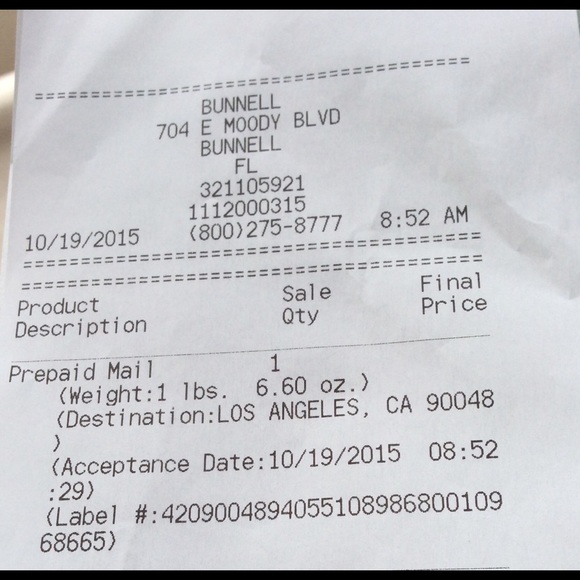 ==========================================
BUNNELL
704 E MOODY BLVD
BUNNELL
FL
321105921
1112000315
10/19/2015 (800)275-8777 8:52 AM
==========================================
==========================================
Product Sale Final
Description Qty Price
Prepaid Mail 1
(Weight:1 lbs. 6.60 oz.)
(Destination:LOS ANGELES, CA 90048
)
(Acceptance Date:10/19/2015 08:52
:29)
(Label #:4209004894055108986800109
68665)